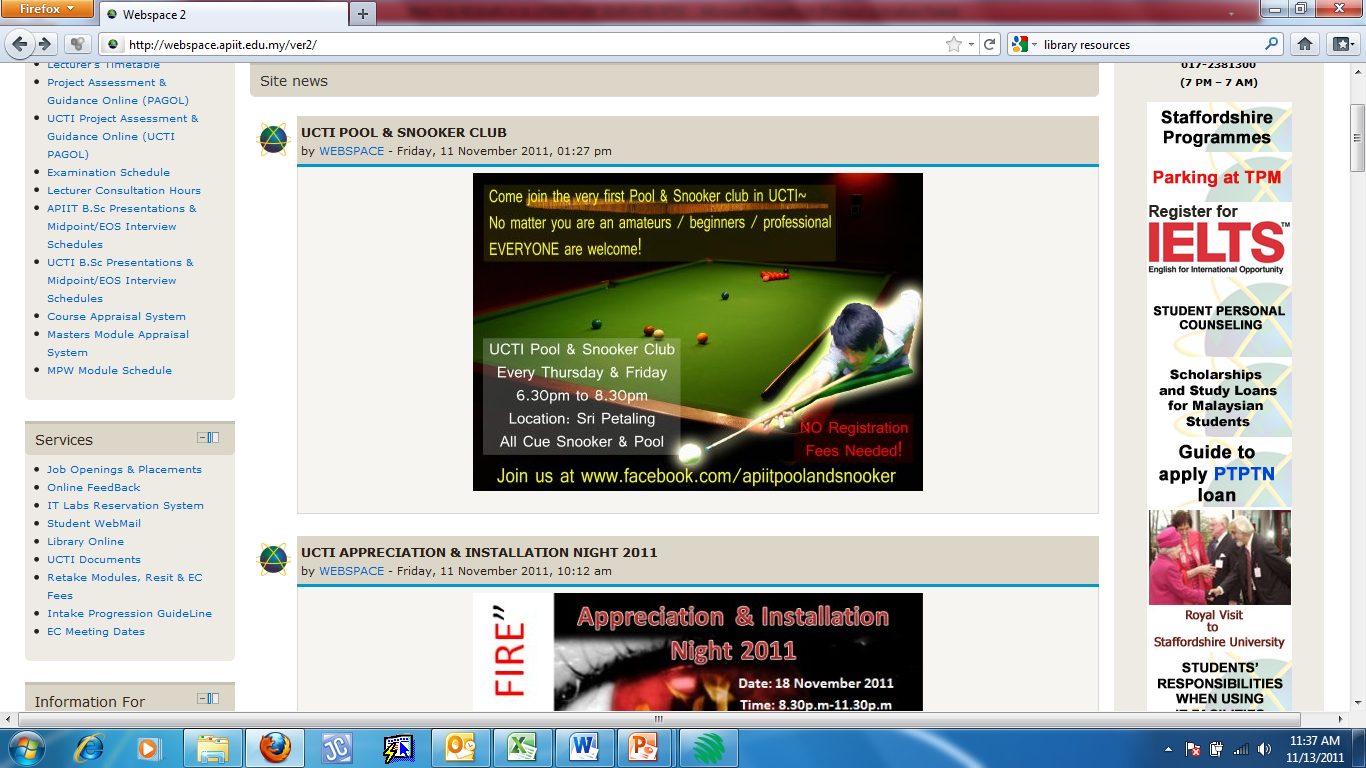 Firefox
Webspace 2
http://webspace.apiit.edu.my/ver2/
library resources
Lecturer's Timetable
Project Assessment &
Guidance Online (PAGOL)
UCTI Project Assessment &
Guidance Online (UCTI
PAGOL)
Examination Schedule
Lecturer Consultation Hours
APIIT B.Sc Presentations &
Midpoint/EOS Interview
Schedules
UCTI B.Sc Presentations &
Midpoint/EOS Interview
Schedules
Course Appraisal System
Masters Module Appraisal
System
MPW Module Schedule
Services
Job Openings & Placements
Online FeedBack
IT Labs Reservation System
Student WebMail
Library Online
UCTI Documents
Retake Modules, Resit & EC
Fees
Intake Progression GuideLine
EC Meeting Dates
Information For
Site news
UCTI POOL & SNOOKER CLUB
by WEBSPACE - Friday, 11 November 2011, 01:27 pm
Come join the very first Pool & Snooker club in UCTI~
No matter you are an amateurs / beginners / professional
EVERYONE are welcome!
UCTI Pool & Snooker Club
Every Thursday & Friday
6.30pm to 8.30pm
Location: Sri Petaling
All Cue Snooker & Pool
NO Registration
Fees Needed!
Join us at www.facebook.com/apiitpoolandsnooker
UCTI APPRECIATION & INSTALLATION NIGHT 2011
by WEBSPACE - Friday, 11 November 2011, 10:12 am
FIRE"
Appreciation & Installation
Night 2011
Date: 18 November 2011
Time: 8.30p.m-11.30p.m
017-2381300
(7 PM – 7 AM)
Staffordshire
Programmes
Parking at TPM
Register for
IELTS™
English for International Opportunity
STUDENT PERSONAL
COUNSELING
Scholarships
and Study Loans
for Malaysian
Students
Guide to
apply PTPTN
loan
Royal Visit
to
Staffordshire University
STUDENTS'
RESPONSIBILITIES
WHEN USING
IT FACILITIES
JC
11:37 AM
11/13/2011